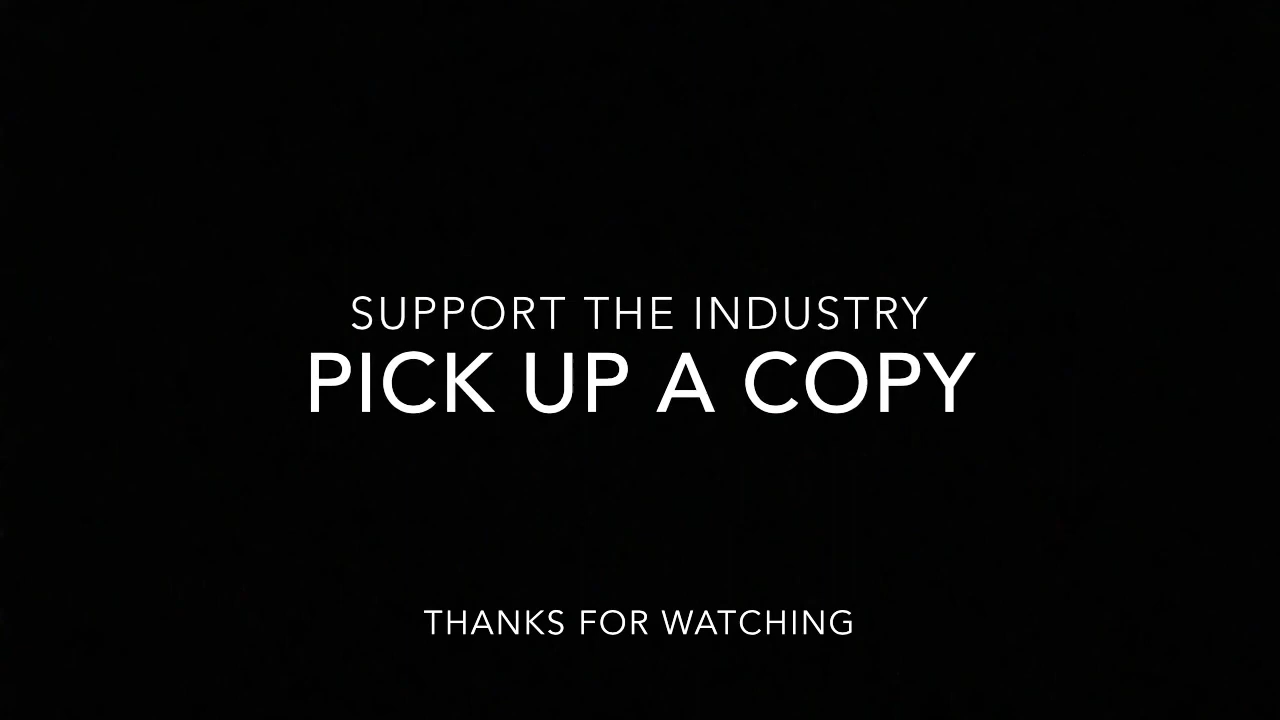 SUPPORT THE INDUSTRY
PICK UP A COPY
THANKS FOR WATCHING